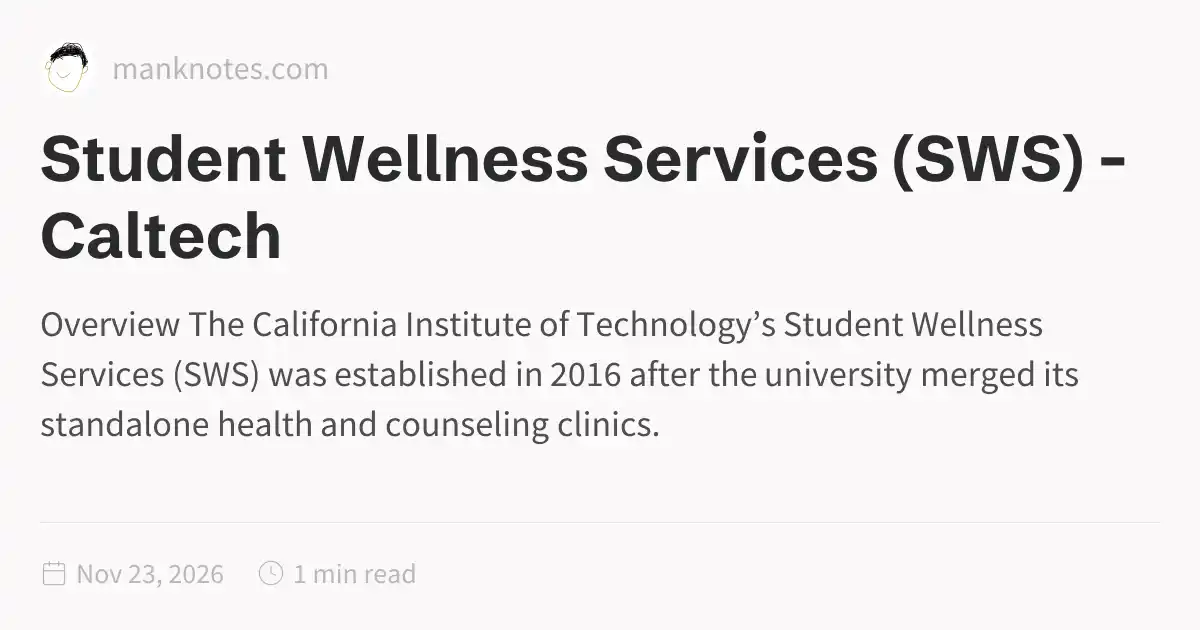 manknotes.com
Student Wellness Services (SWS) -
Caltech
Overview The California Institute of Technology’s Student Wellness
Services (SWS) was established in 2016 after the university merged its
standalone health and counseling clinics.
Nov 23, 2026 1 min read